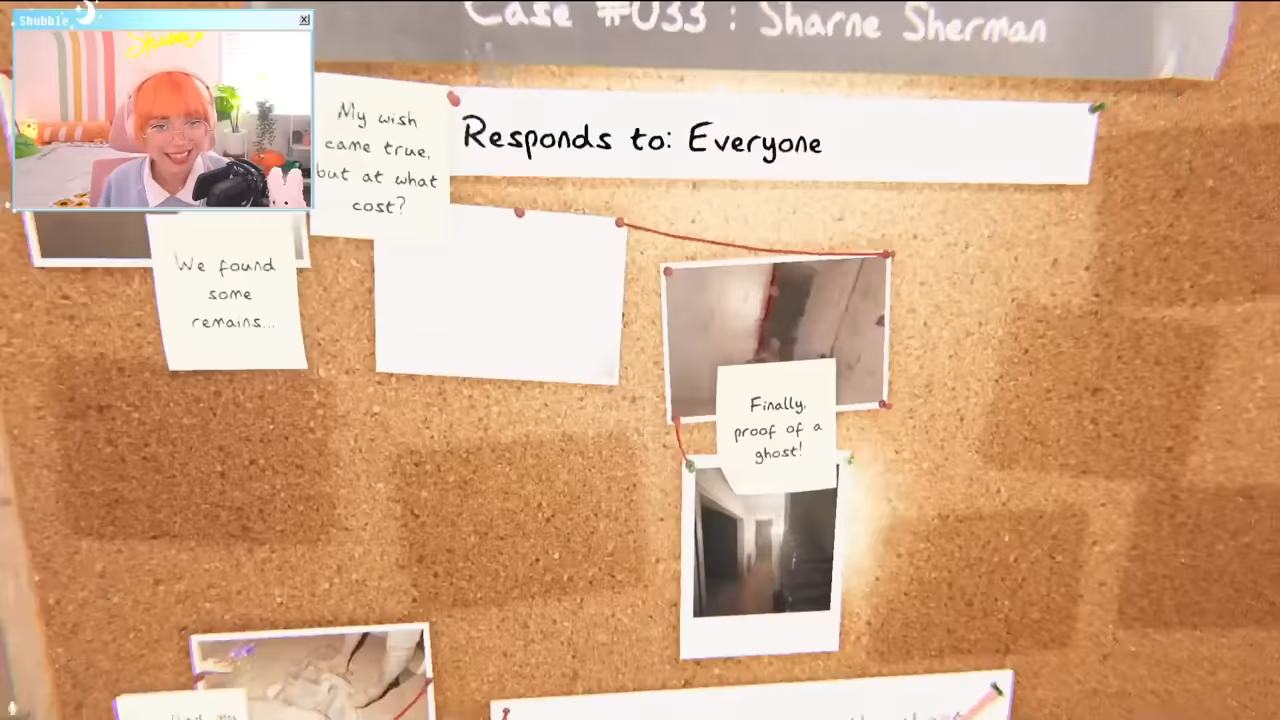 Shubble
Shubble
Case #033 : Sharne Sherman
My wish
came true,
but at what
cost?
Responds to: Everyone
We found
some
remains...
Finally,
proof of a
ghost!